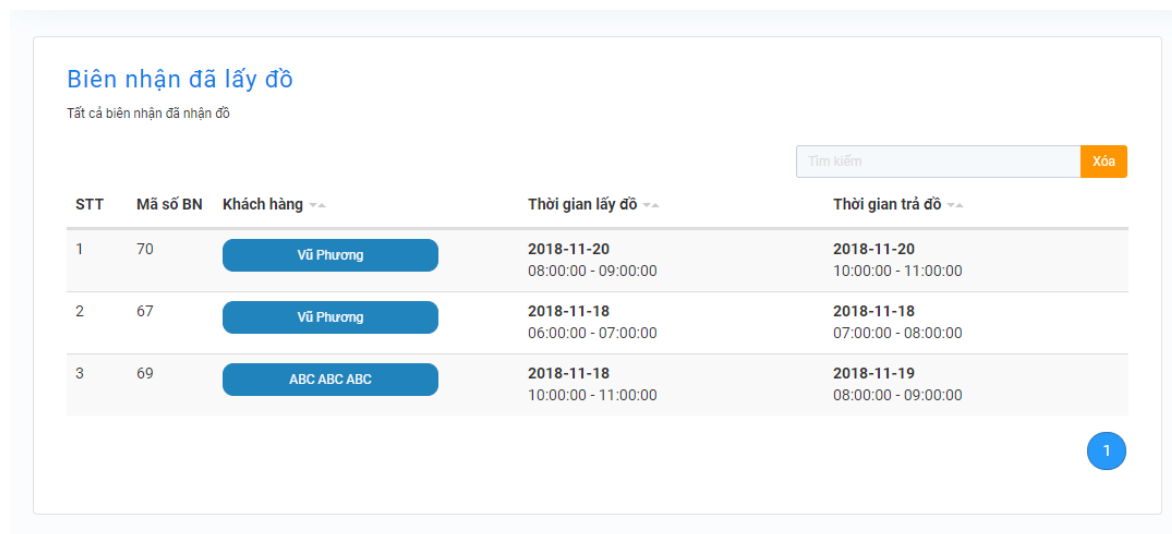 Biên nhận đã lấy đồ
Tất cả biên nhận đã nhận đồ
Tìm kiếm Xóa
STT Mã số BN Khách hàng Thời gian lấy đồ Thời gian trả đồ
1 70 Vũ Phương 2018-11-20 2018-11-20
08:00:00 - 09:00:00 10:00:00 - 11:00:00
2 67 Vũ Phương 2018-11-18 2018-11-18
06:00:00 - 07:00:00 07:00:00 - 08:00:00
3 69 ABC ABC ABC 2018-11-18 2018-11-19
10:00:00 - 11:00:00 08:00:00 - 09:00:00
1